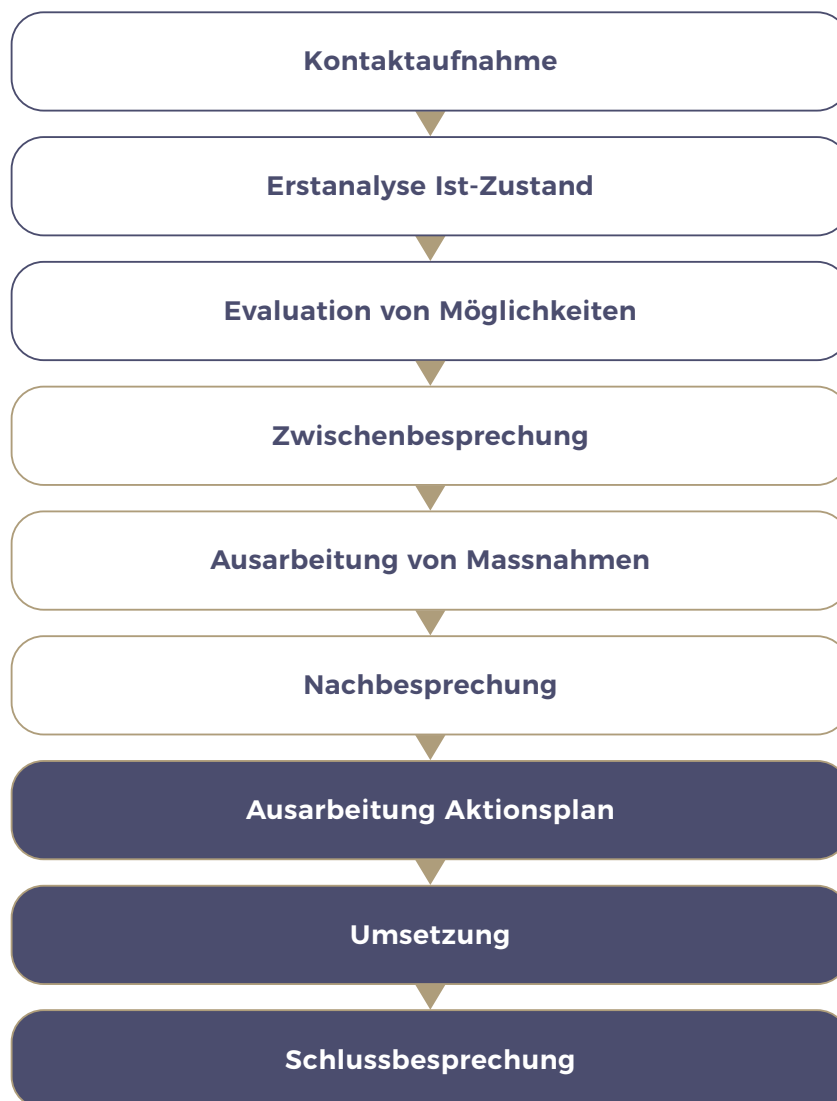 Kontaktaufnahme
Erstanalyse Ist-Zustand
Evaluation von Möglichkeiten
Zwischenbesprechung
Ausarbeitung von Massnahmen
Nachbesprechung
Ausarbeitung Aktionsplan
Umsetzung
Schlussbesprechung